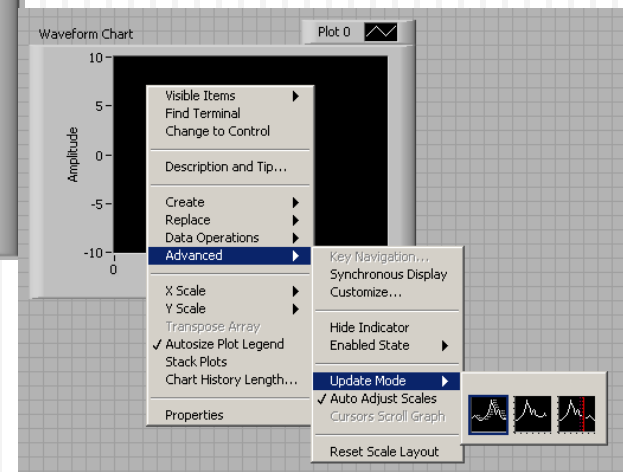 Waveform Chart
Plot 0
10
5
0
-5
-10
Amplitude
0
Visible Items
Find Terminal
Change to Control
Description and Tip...
Create
Replace
Data Operations
Advanced
X Scale
Y Scale
Transpose Array
Autosize Plot Legend
Stack Plots
Chart History Length...
Properties
Key Navigation...
Synchronous Display
Customize...
Hide Indicator
Enabled State
Update Mode
Auto Adjust Scales
Cursors Scroll Graph
Reset Scale Layout